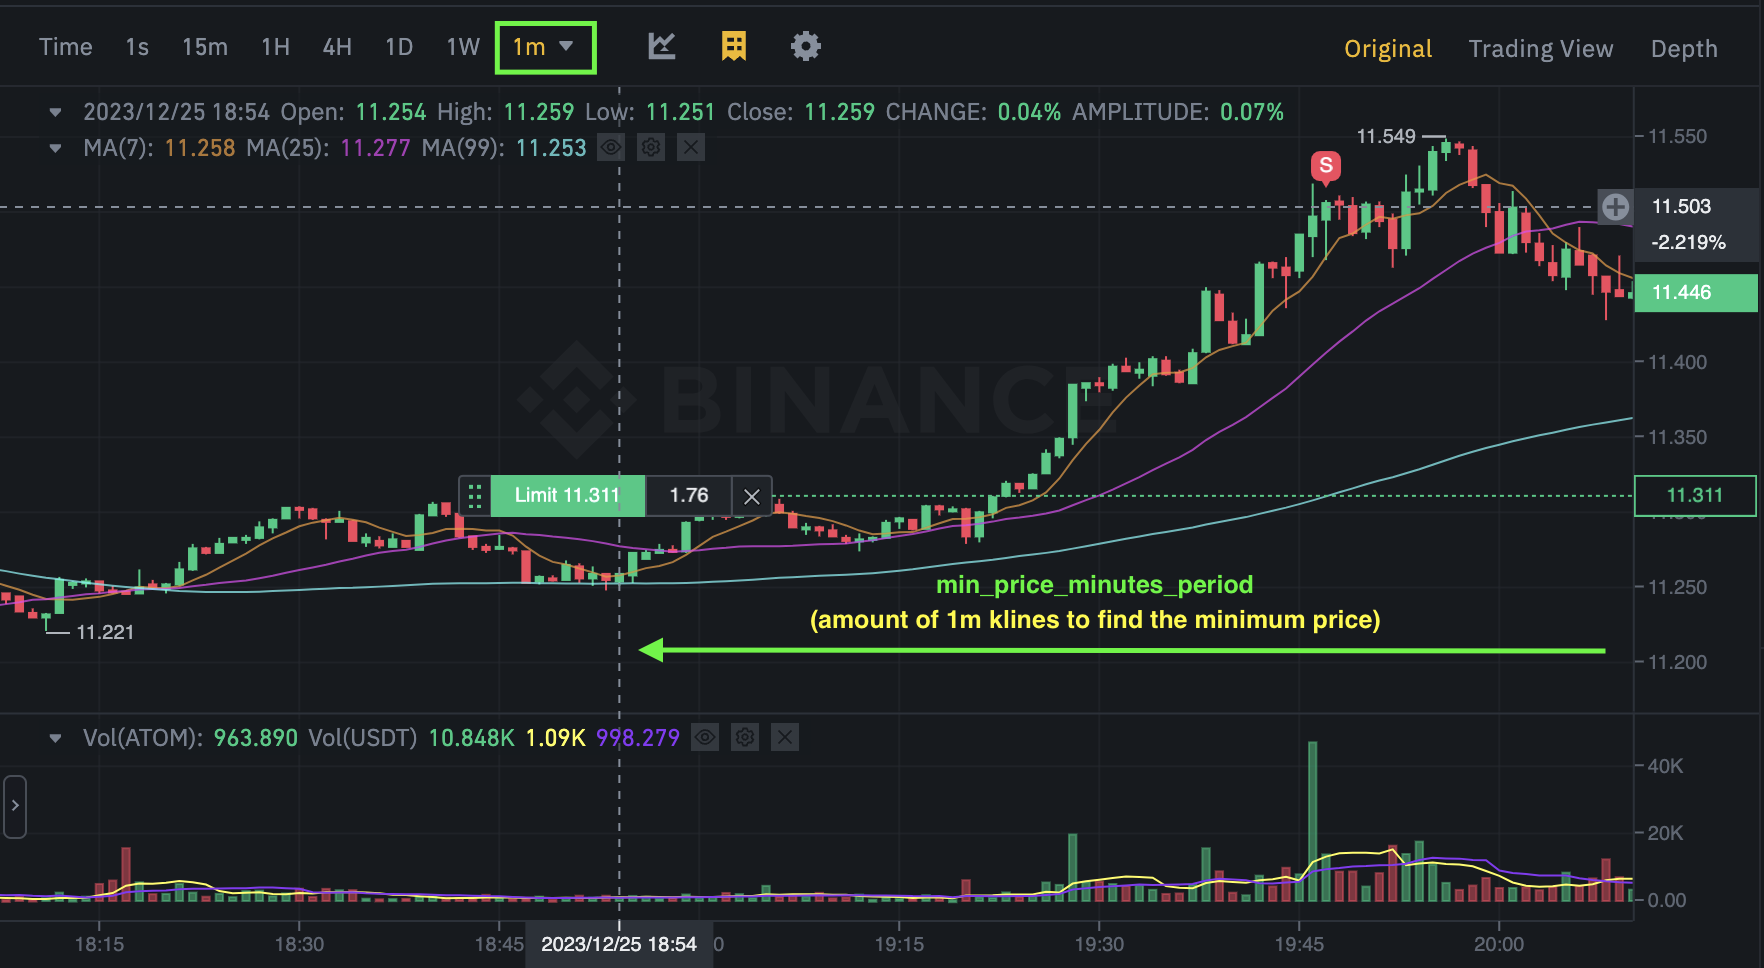 Time 1s 15m 1H 4H 1D 1W 1m Original Trading View Depth
2023/12/25 18:54 Open: 11.254 High: 11.259 Low: 11.251 Close: 11.259 CHANGE: 0.04% AMPLITUDE: 0.07%
MA(7): 11.258 MA(25): 11.277 MA(99): 11.253
11.549
11.550
S
11.503
-2.219%
11.446
11.400
BINANCE
11.350
Limit 11.311 1.76
11.311
11.250
min_price_minutes_period
(amount of 1m klines to find the minimum price)
11.221
11.200
Vol(ATOM): 963.890 Vol(USDT) 10.848K 1.09K 998.279
40K
20K
0.00
18:15 18:30 18:45 2023/12/25 18:54 0 19:15 19:30 19:45 20:00